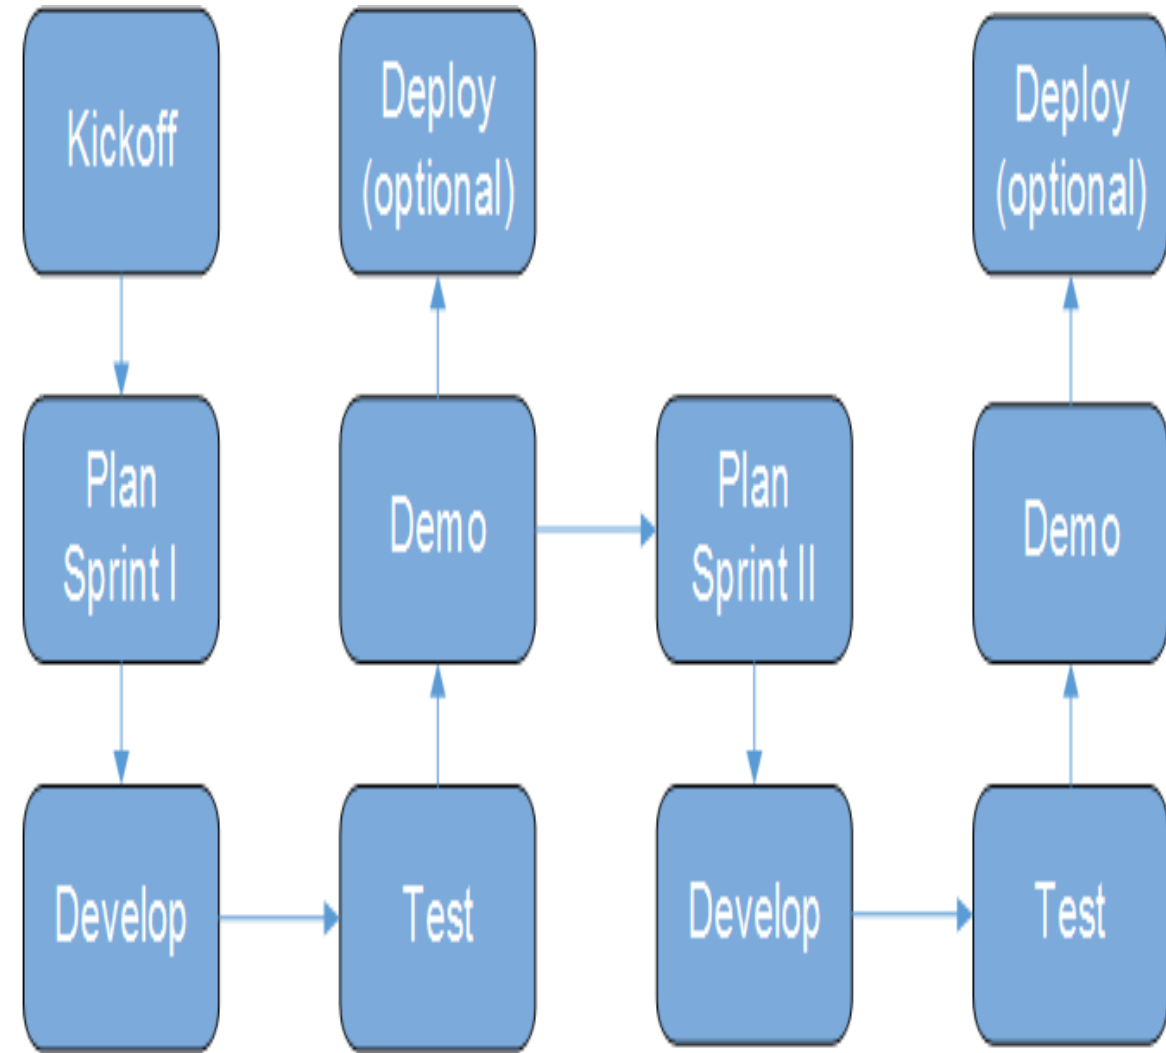 Kickoff
Deploy
(optional)
Deploy
(optional)
Plan
Sprint I
Demo
Plan
Sprint II
Demo
Develop
Test
Develop
Test